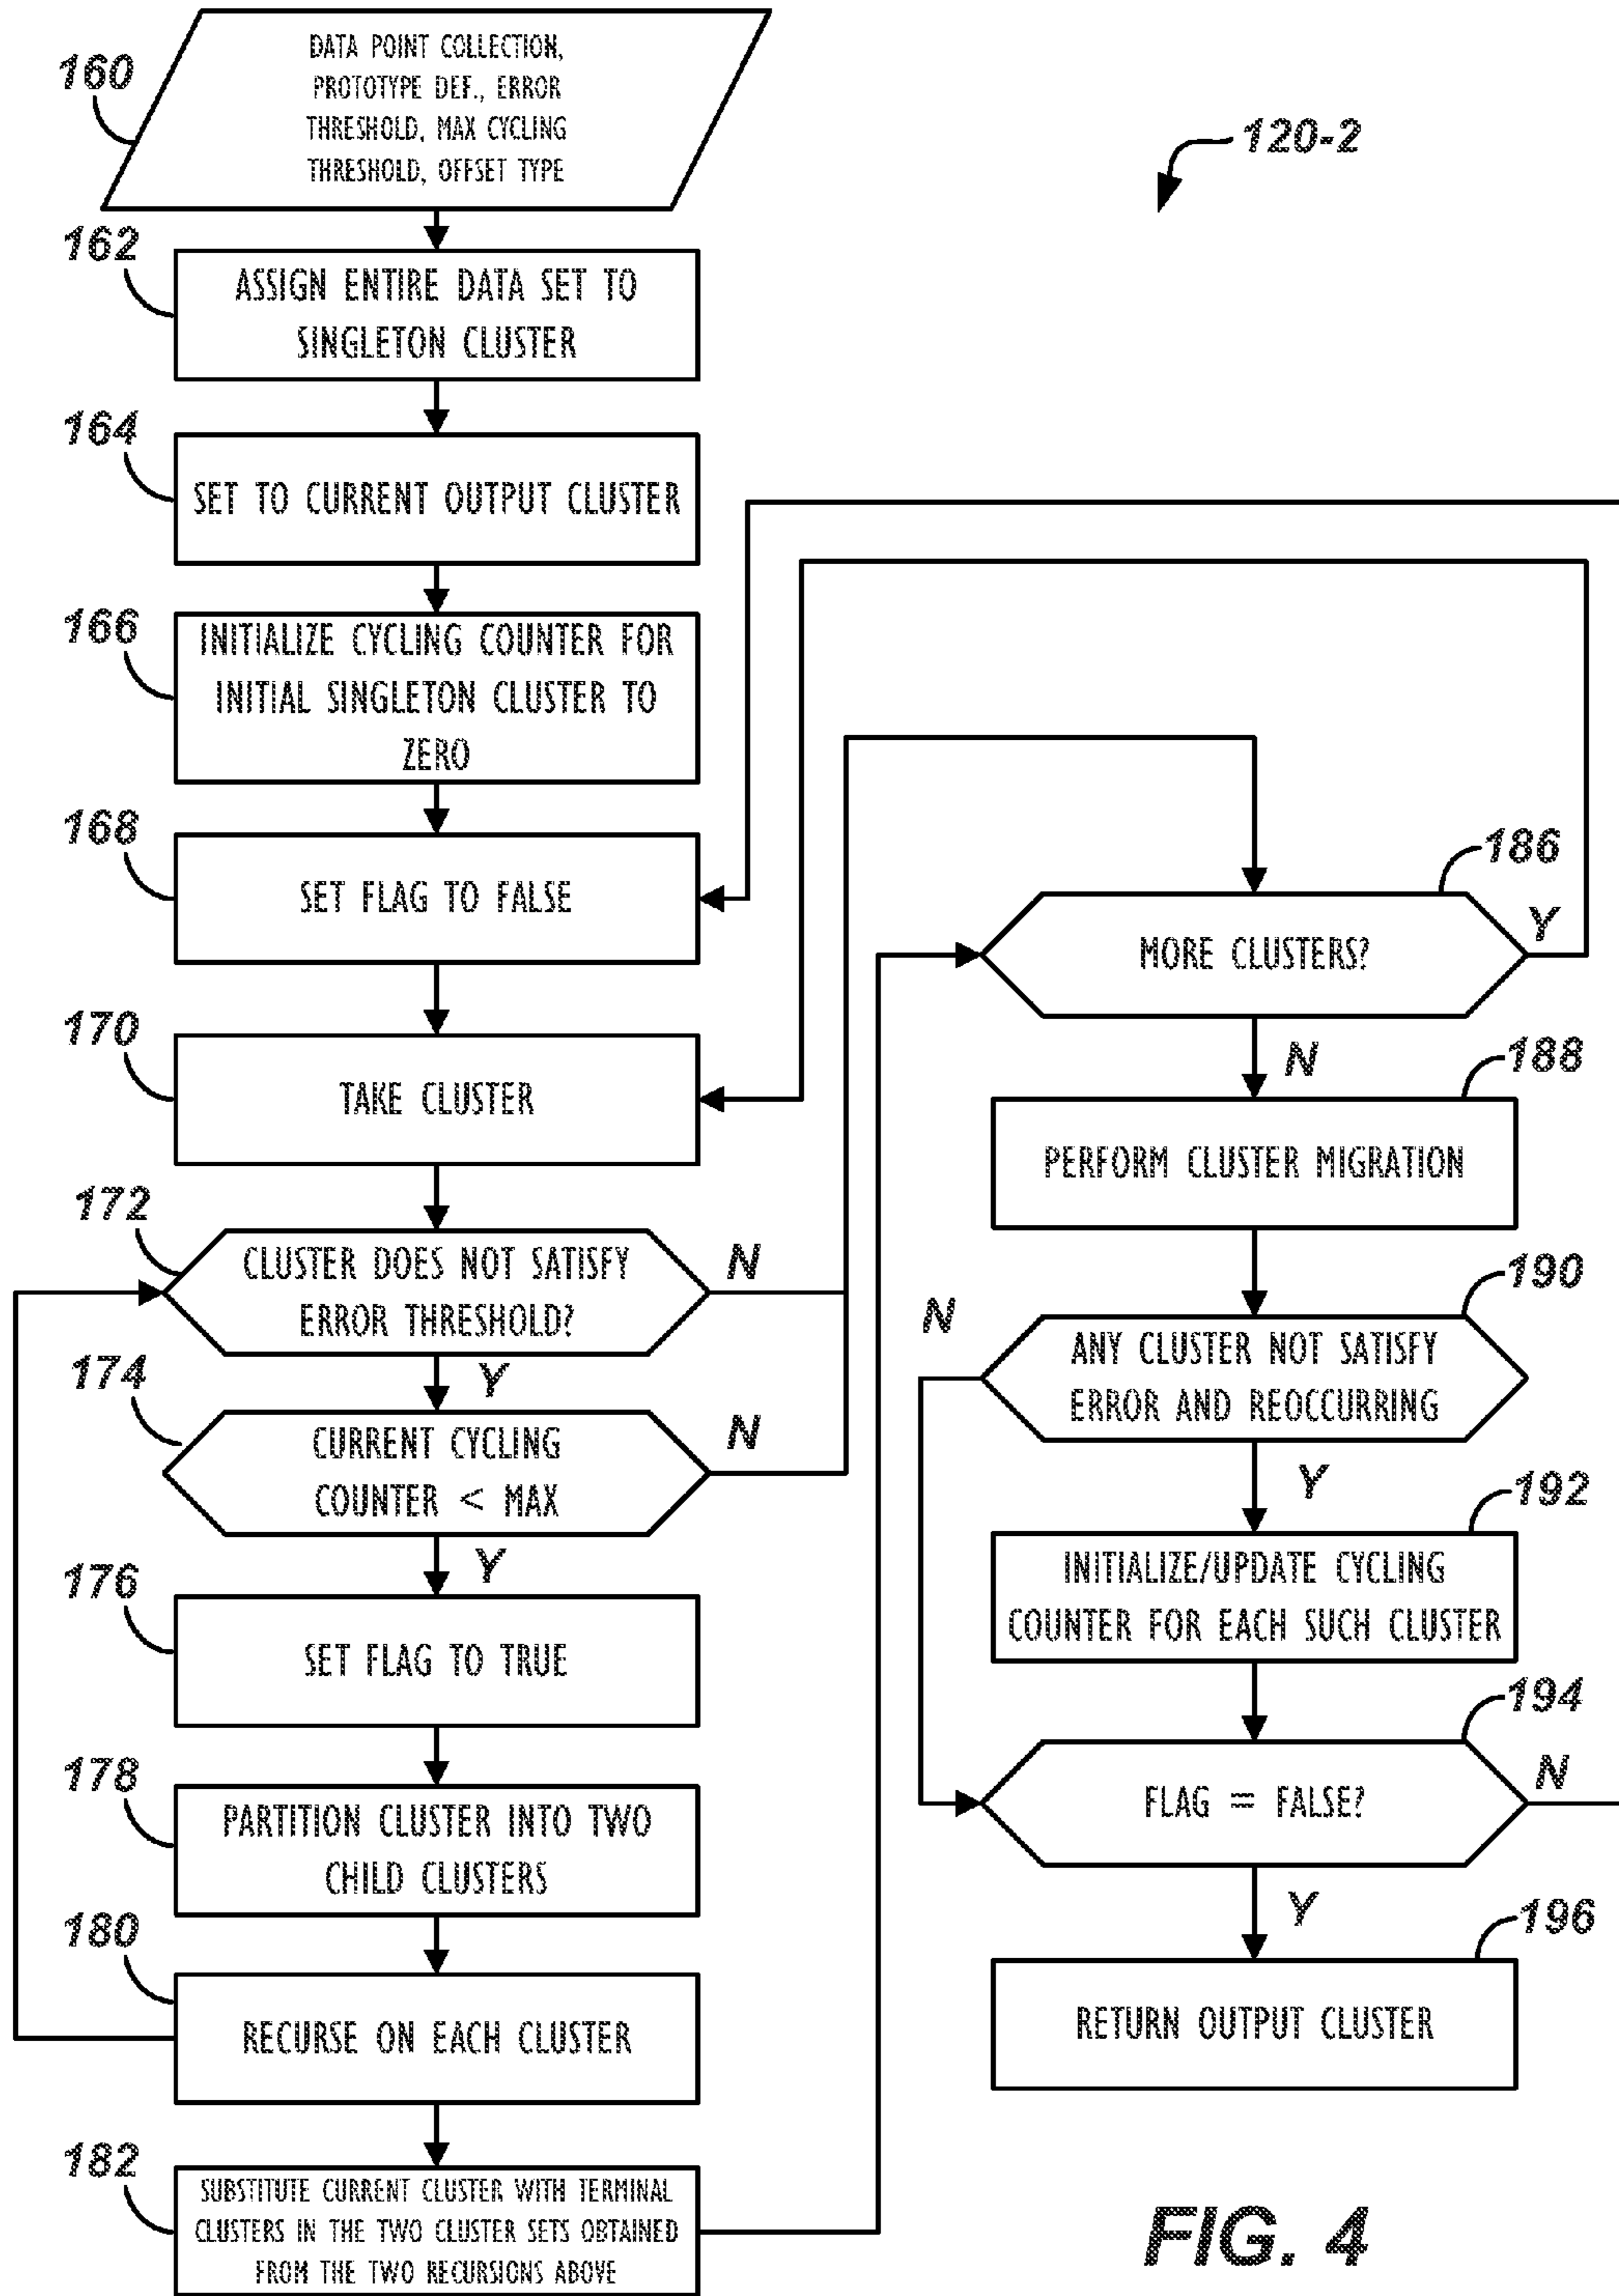 160
DATA POINT COLLECTION,
PROTOTYPE DEF., ERROR
THRESHOLD, MAX CYCLING
THRESHOLD, OFFSET TYPE
120-2
162
ASSIGN ENTIRE DATA SET TO
SINGLETON CLUSTER
164
SET TO CURRENT OUTPUT CLUSTER
166
INITIALIZE CYCLING COUNTER FOR
INITIAL SINGLETON CLUSTER TO
ZERO
168
SET FLAG TO FALSE
170
TAKE CLUSTER
172
CLUSTER DOES NOT SATISFY
ERROR THRESHOLD?
N
Y
174
CURRENT CYCLING
COUNTER < MAX
N
Y
176
SET FLAG TO TRUE
178
PARTITION CLUSTER INTO TWO
CHILD CLUSTERS
180
RECURSE ON EACH CLUSTER
182
SUBSTITUTE CURRENT CLUSTER WITH TERMINAL
CLUSTERS IN THE TWO CLUSTER SETS OBTAINED
FROM THE TWO RECURSIONS ABOVE
186
MORE CLUSTERS?
Y
N
188
PERFORM CLUSTER MIGRATION
190
N
ANY CLUSTER NOT SATISFY
ERROR AND REOCCURRING
Y
192
INITIALIZE/UPDATE CYCLING
COUNTER FOR EACH SUCH CLUSTER
194
FLAG = FALSE?
N
Y
196
RETURN OUTPUT CLUSTER
FIG. 4